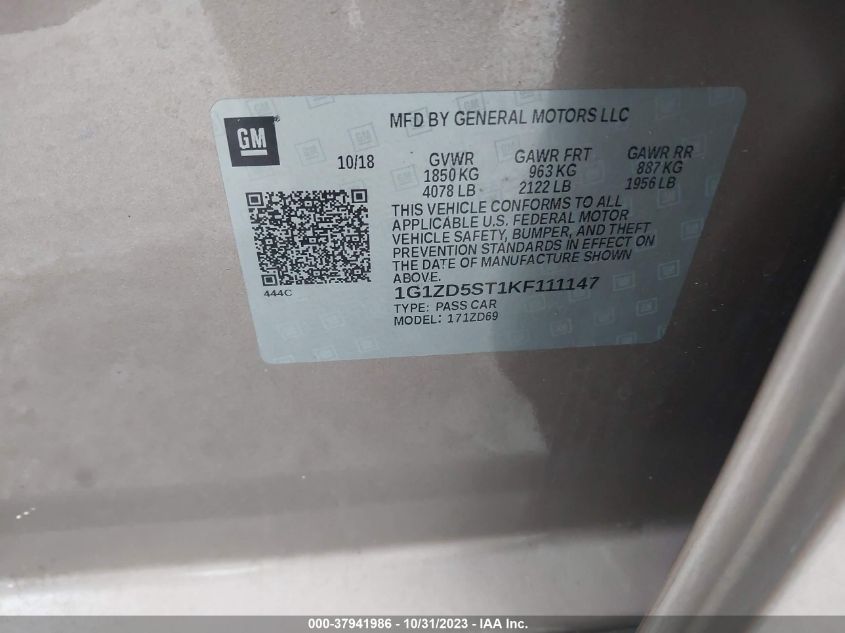 MFD BY GENERAL MOTORS LLC
GM
10/18 GVWR GAWR FRT GAWR RR
1850 KG 963 KG 887 KG
4078 LB 2122 LB 1956 LB
THIS VEHICLE CONFORMS TO ALL
APPLICABLE U.S. FEDERAL MOTOR
VEHICLE SAFETY, BUMPER, AND THEFT
PREVENTION STANDARDS IN EFFECT ON
THE DATE OF MANUFACTURE SHOWN
ABOVE.
444C
1G1ZD5ST1KF111147
TYPE: PASS CAR
MODEL: 171ZD69
000-37941986 - 10/31/2023 - IAA Inc.